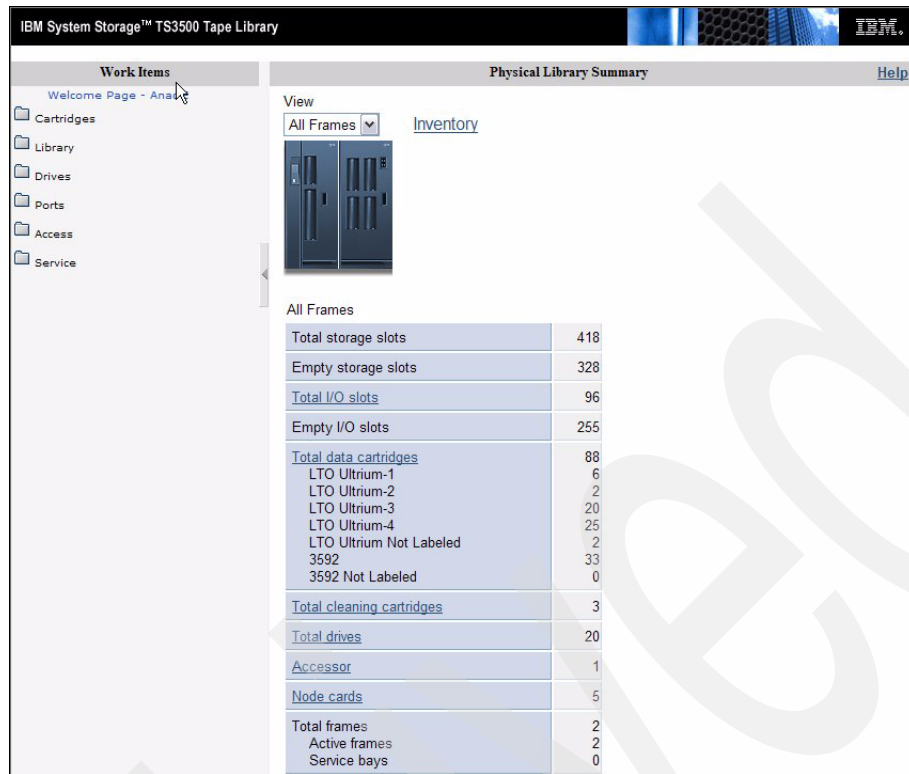 IBM System Storage™ TS3500 Tape Library
IBM.
Work Items
Physical Library Summary
Help
Welcome Page -
Cartridges
Library
Drives
Ports
Access
Service
View
All Frames
Inventory
All Frames
Total storage slots 418
Empty storage slots 328
Total I/O slots 96
Empty I/O slots 255
Total data cartridges 88
LTO Ultrium-1 6
LTO Ultrium-2 2
LTO Ultrium-3 20
LTO Ultrium-4 25
LTO Ultrium Not Labeled 2
3592 33
3592 Not Labeled 0
Total cleaning cartridges 3
Total drives 20
Accessor 1
Node cards 5
Total frames 2
Active frames 2
Service bays 0